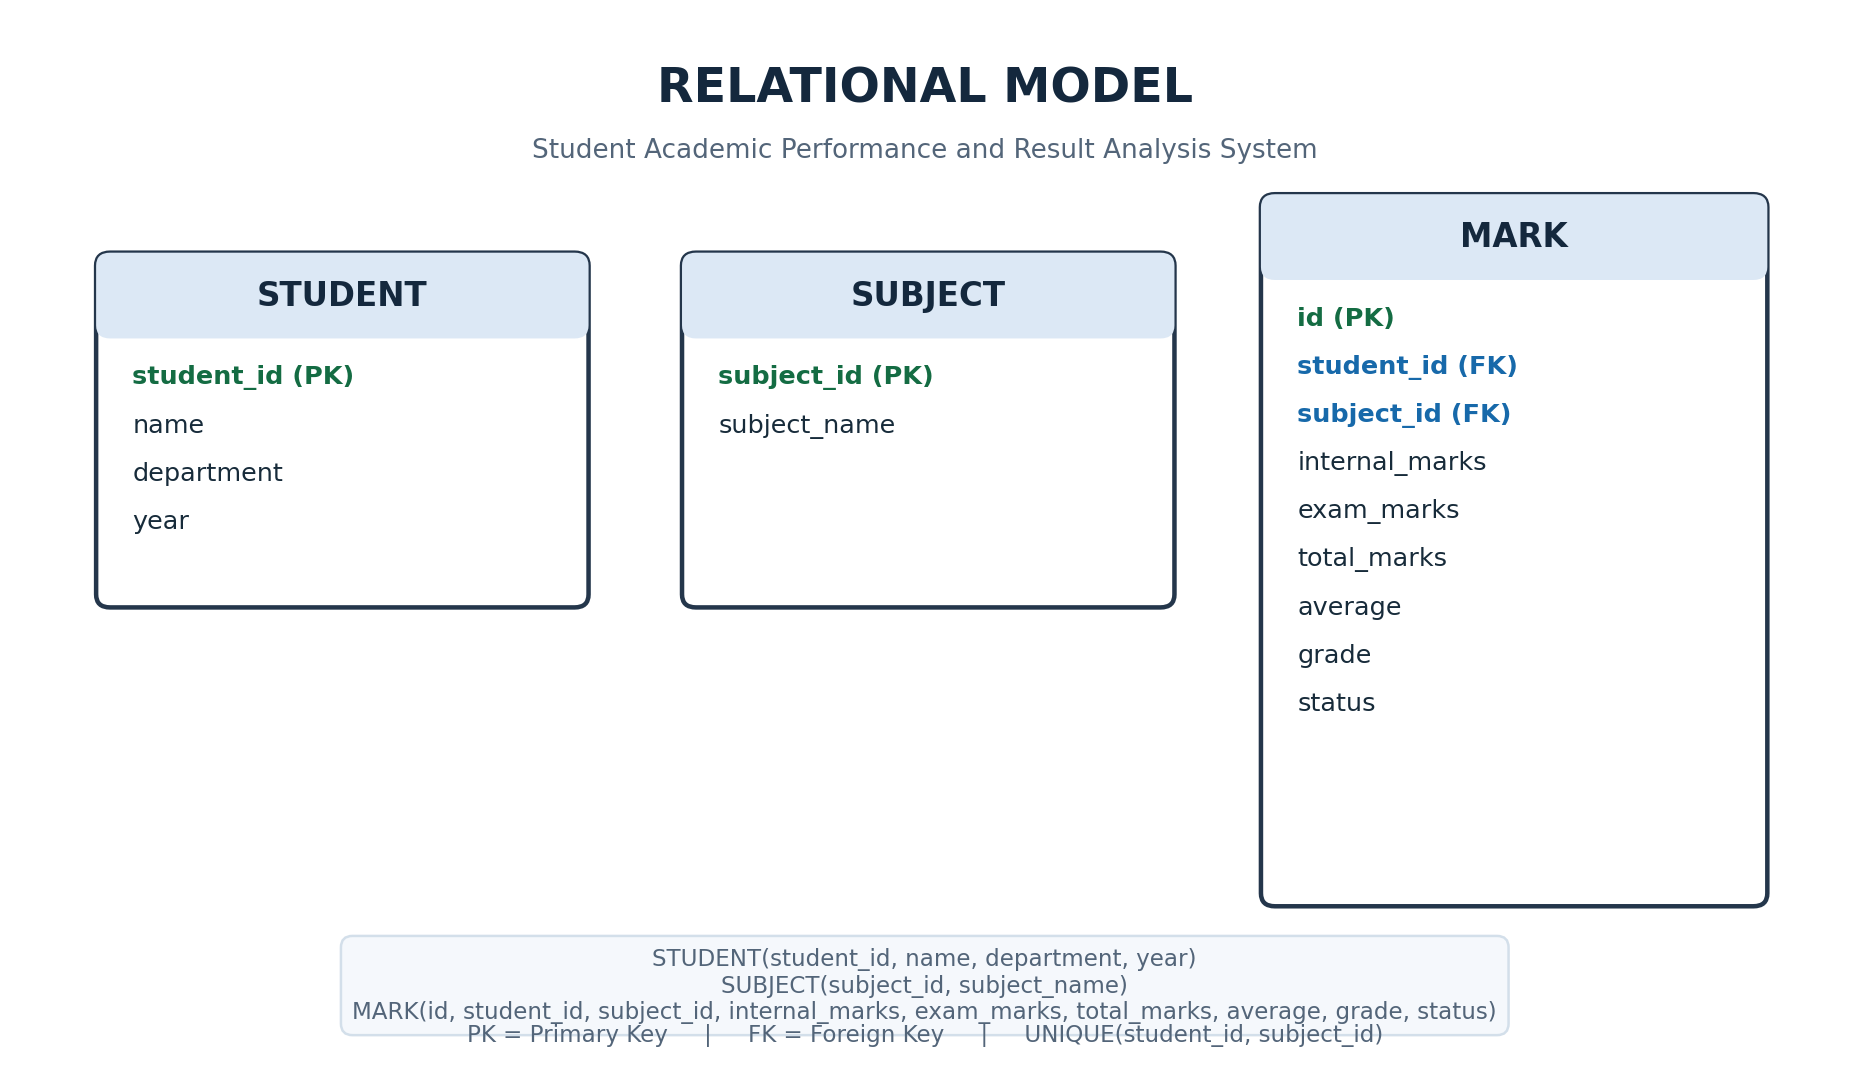 RELATIONAL MODEL
Student Academic Performance and Result Analysis System
STUDENT
student_id (PK)
name
department
year
SUBJECT
subject_id (PK)
subject_name
MARK
id (PK)
student_id (FK)
subject_id (FK)
internal_marks
exam_marks
total_marks
average
grade
status
STUDENT(student_id, name, department, year)
SUBJECT(subject_id, subject_name)
MARK(id, student_id, subject_id, internal_marks, exam_marks, total_marks, average, grade, status)
PK = Primary Key | FK = Foreign Key | UNIQUE(student_id, subject_id)